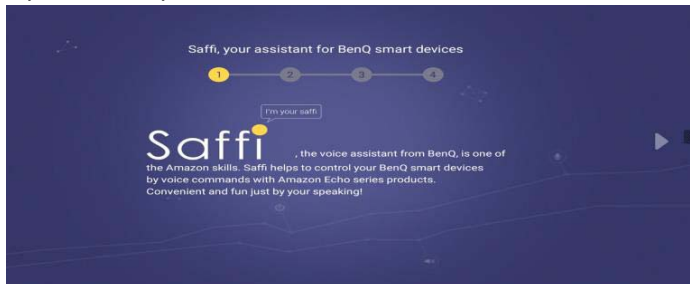 Saffi, your assistant for BenQ smart devices
1 2 3 4
I'm your saffi
Saffi , the voice assistant from BenQ, is one of
the Amazon skills. Saffi helps to control your BenQ smart devices
by voice commands with Amazon Echo series products.
Convenient and fun just by your speaking!